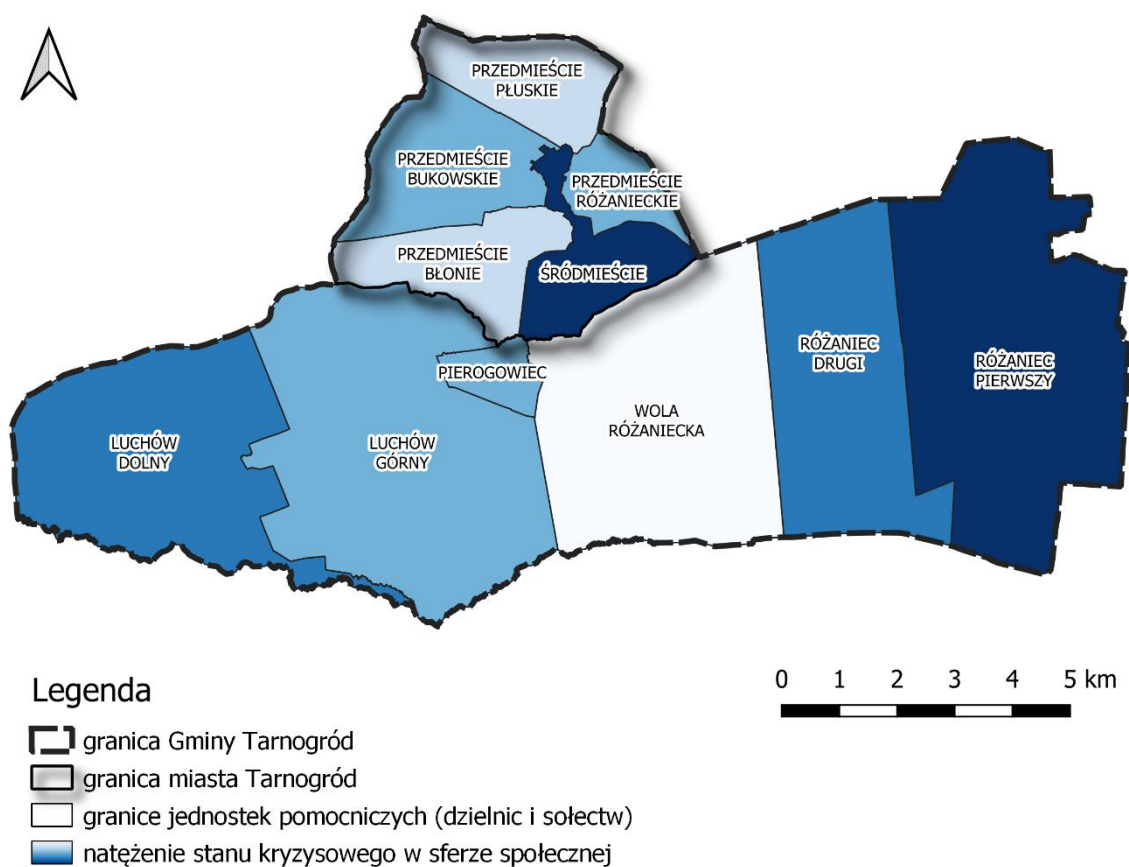 PRZEDMIEŚCIE
PŁUSKIE
PRZEDMIEŚCIE
BUKOWSKIE
PRZEDMIEŚCIE
RÓŻANIECKIE
PRZEDMIEŚCIE
BŁONIE
ŚRÓDMIEŚCIE
PIEROGOWIEC
RÓŻANIEC
DRUGI
RÓŻANIEC
PIERWSZY
WOLA
RÓŻANIECKA
LUCHÓW
DOLNY
LUCHÓW
GÓRNY
Legenda
0 1 2 3 4 5 km
granica Gminy Tarnogród
granica miasta Tarnogród
granice jednostek pomocniczych (dzielnic i sołectw)
natężenie stanu kryzysowego w sferze społecznej